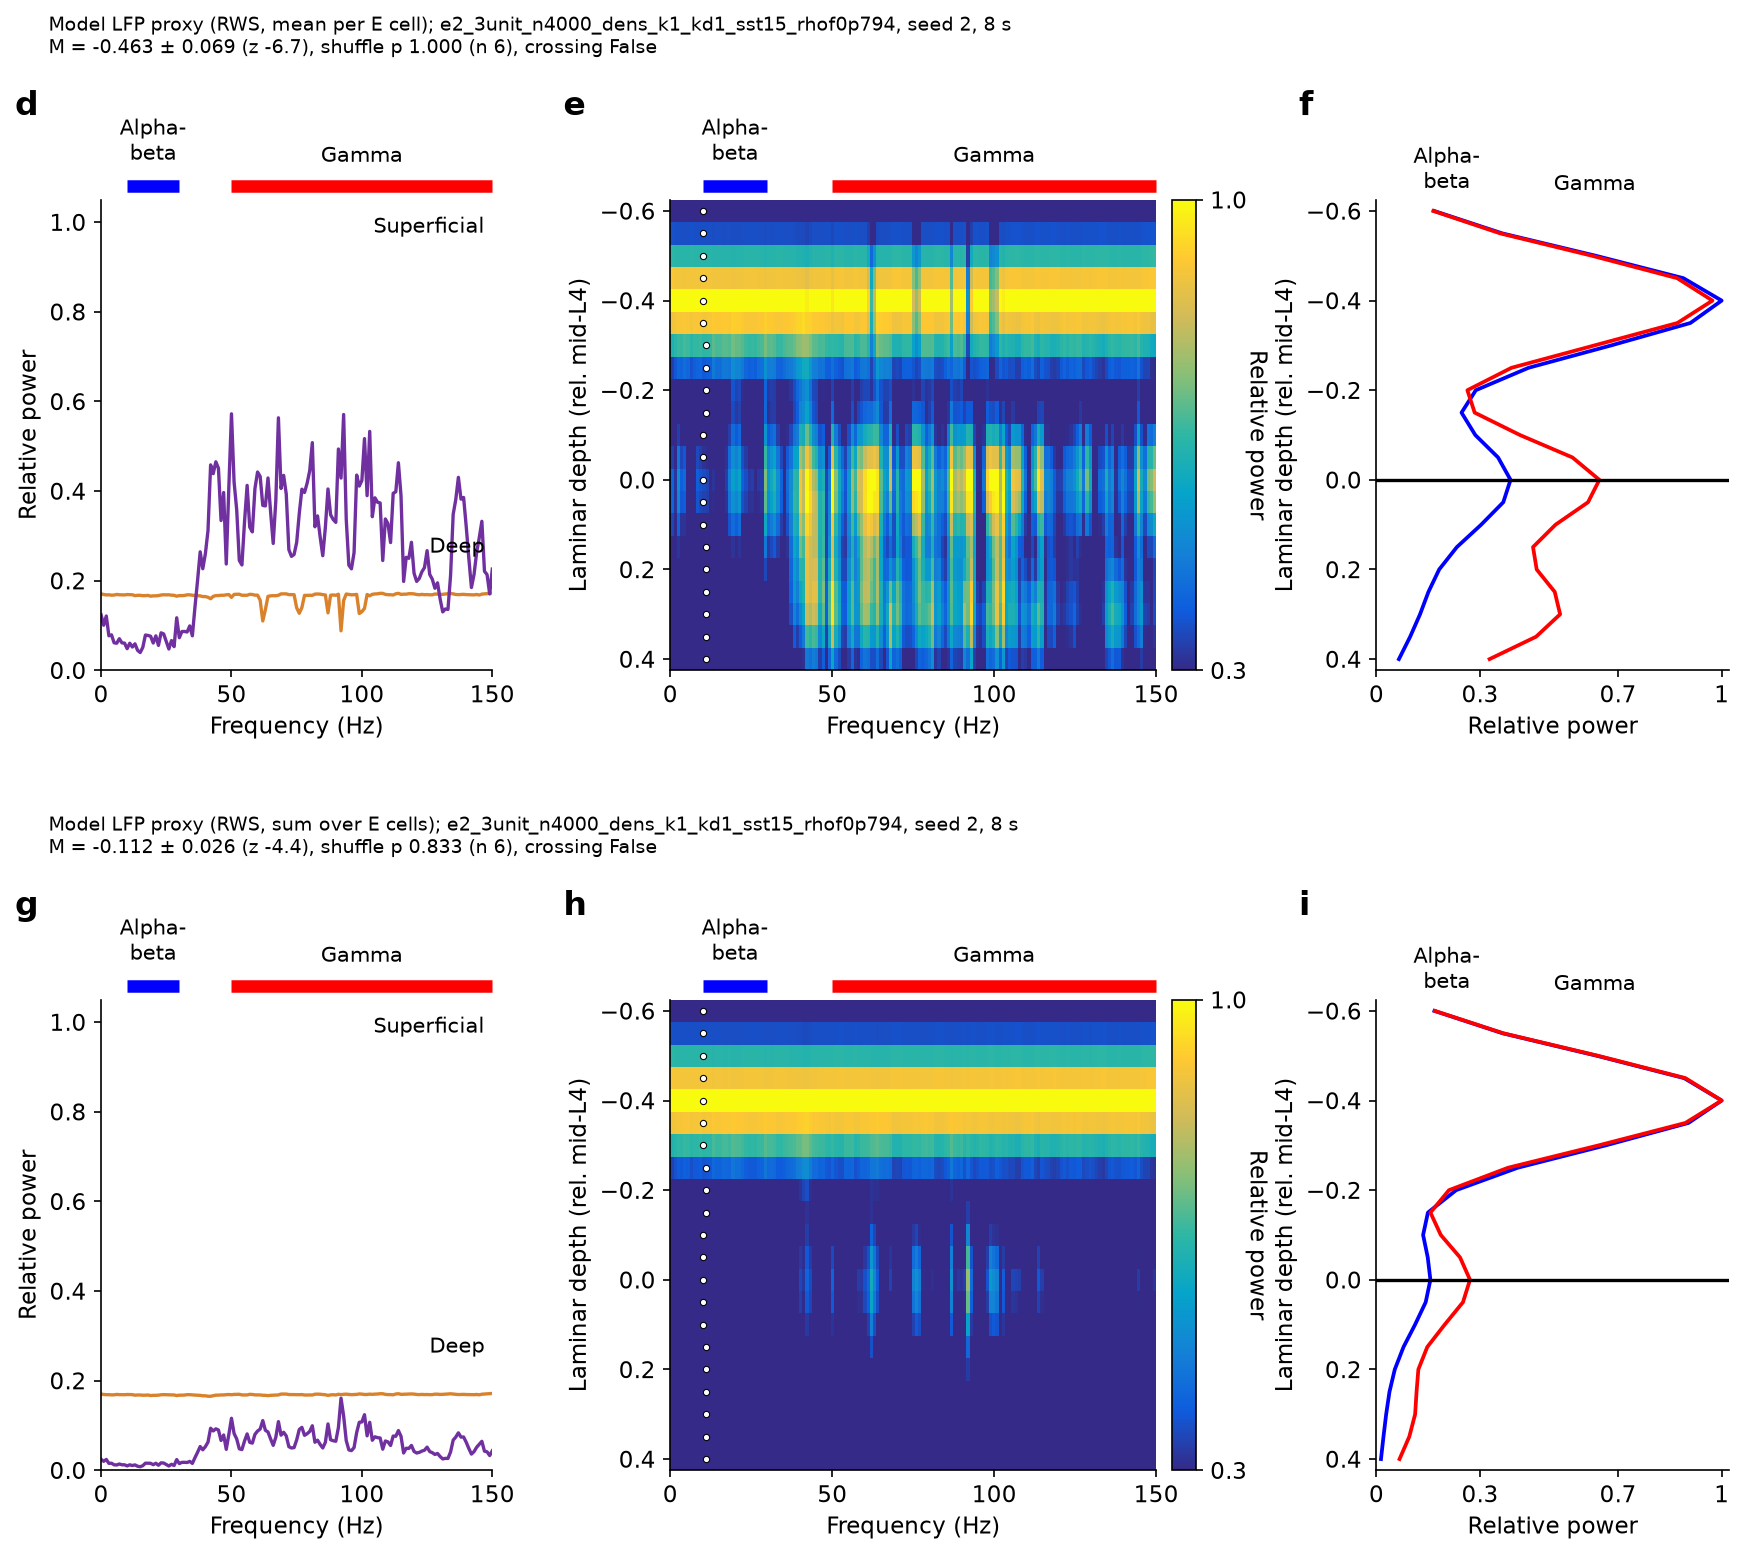 Model LFP proxy (RWS, mean per E cell); e2_3unit_n4000_dens_k1_kd1_sst15_rhof0p794, seed 2, 8 s
M = -0.463 ± 0.069 (z -6.7), shuffle p 1.000 (n 6), crossing False
d
Alpha-
beta
Gamma
Superficial
Deep
1.0
0.8
0.6
0.4
0.2
0.0
Relative power
0
50
100
150
Frequency (Hz)
e
Alpha-
beta
Gamma
−0.6
−0.4
−0.2
0.0
0.2
0.4
Laminar depth (rel. mid-L4)
0
50
100
150
Frequency (Hz)
1.0
0.3
Relative power
f
Alpha-
beta
Gamma
−0.6
−0.4
−0.2
0.0
0.2
0.4
Laminar depth (rel. mid-L4)
0
0.3
0.7
1
Relative power
Model LFP proxy (RWS, sum over E cells); e2_3unit_n4000_dens_k1_kd1_sst15_rhof0p794, seed 2, 8 s
M = -0.112 ± 0.026 (z -4.4), shuffle p 0.833 (n 6), crossing False
g
Alpha-
beta
Gamma
Superficial
Deep
1.0
0.8
0.6
0.4
0.2
0.0
Relative power
0
50
100
150
Frequency (Hz)
h
Alpha-
beta
Gamma
−0.6
−0.4
−0.2
0.0
0.2
0.4
Laminar depth (rel. mid-L4)
0
50
100
150
Frequency (Hz)
1.0
0.3
Relative power
i
Alpha-
beta
Gamma
−0.6
−0.4
−0.2
0.0
0.2
0.4
Laminar depth (rel. mid-L4)
0
0.3
0.7
1
Relative power